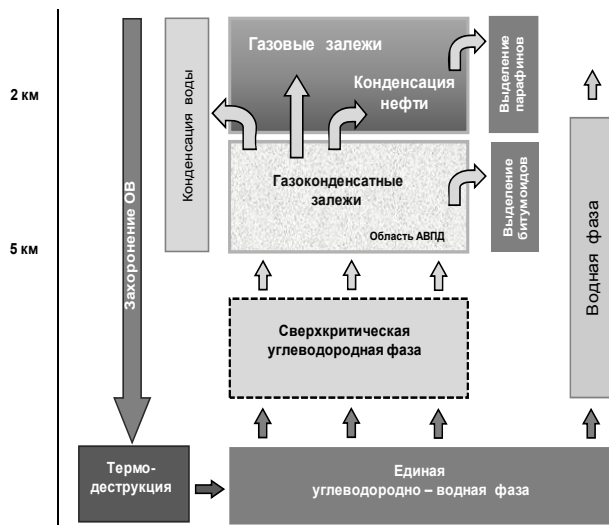 Газовые залежи
Конденсация
нефти
Выделение
парафинов
2 км
Конденсация воды
Газоконденсатные
залежи
Область АВПД
Выделение
битумоидов
5 км
Захоронение ОВ
Водная фаза
Сверхкритическая
углеводородная фаза
Термо-
деструкция
Единая
углеводородно – водная фаза